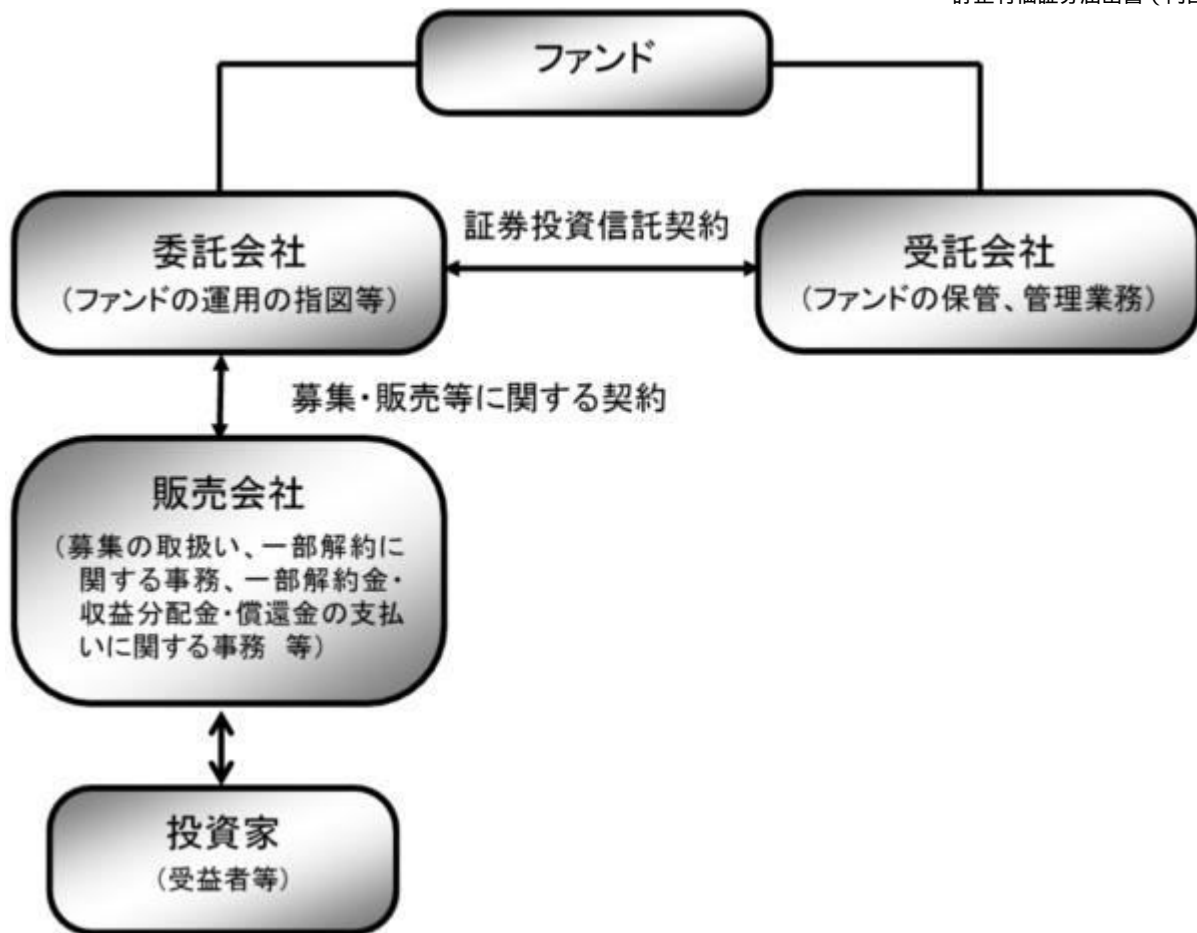 ファンド
委託会社
(ファンドの運用の指図等)
証券投資信託契約
受託会社
(ファンドの保管、管理業務)
募集・販売等に関する契約
販売会社
(募集の取扱い、一部解約に
関する事務、一部解約金・
収益分配金・償還金の支払
いに関する事務 等)
投資家
(受益者等)